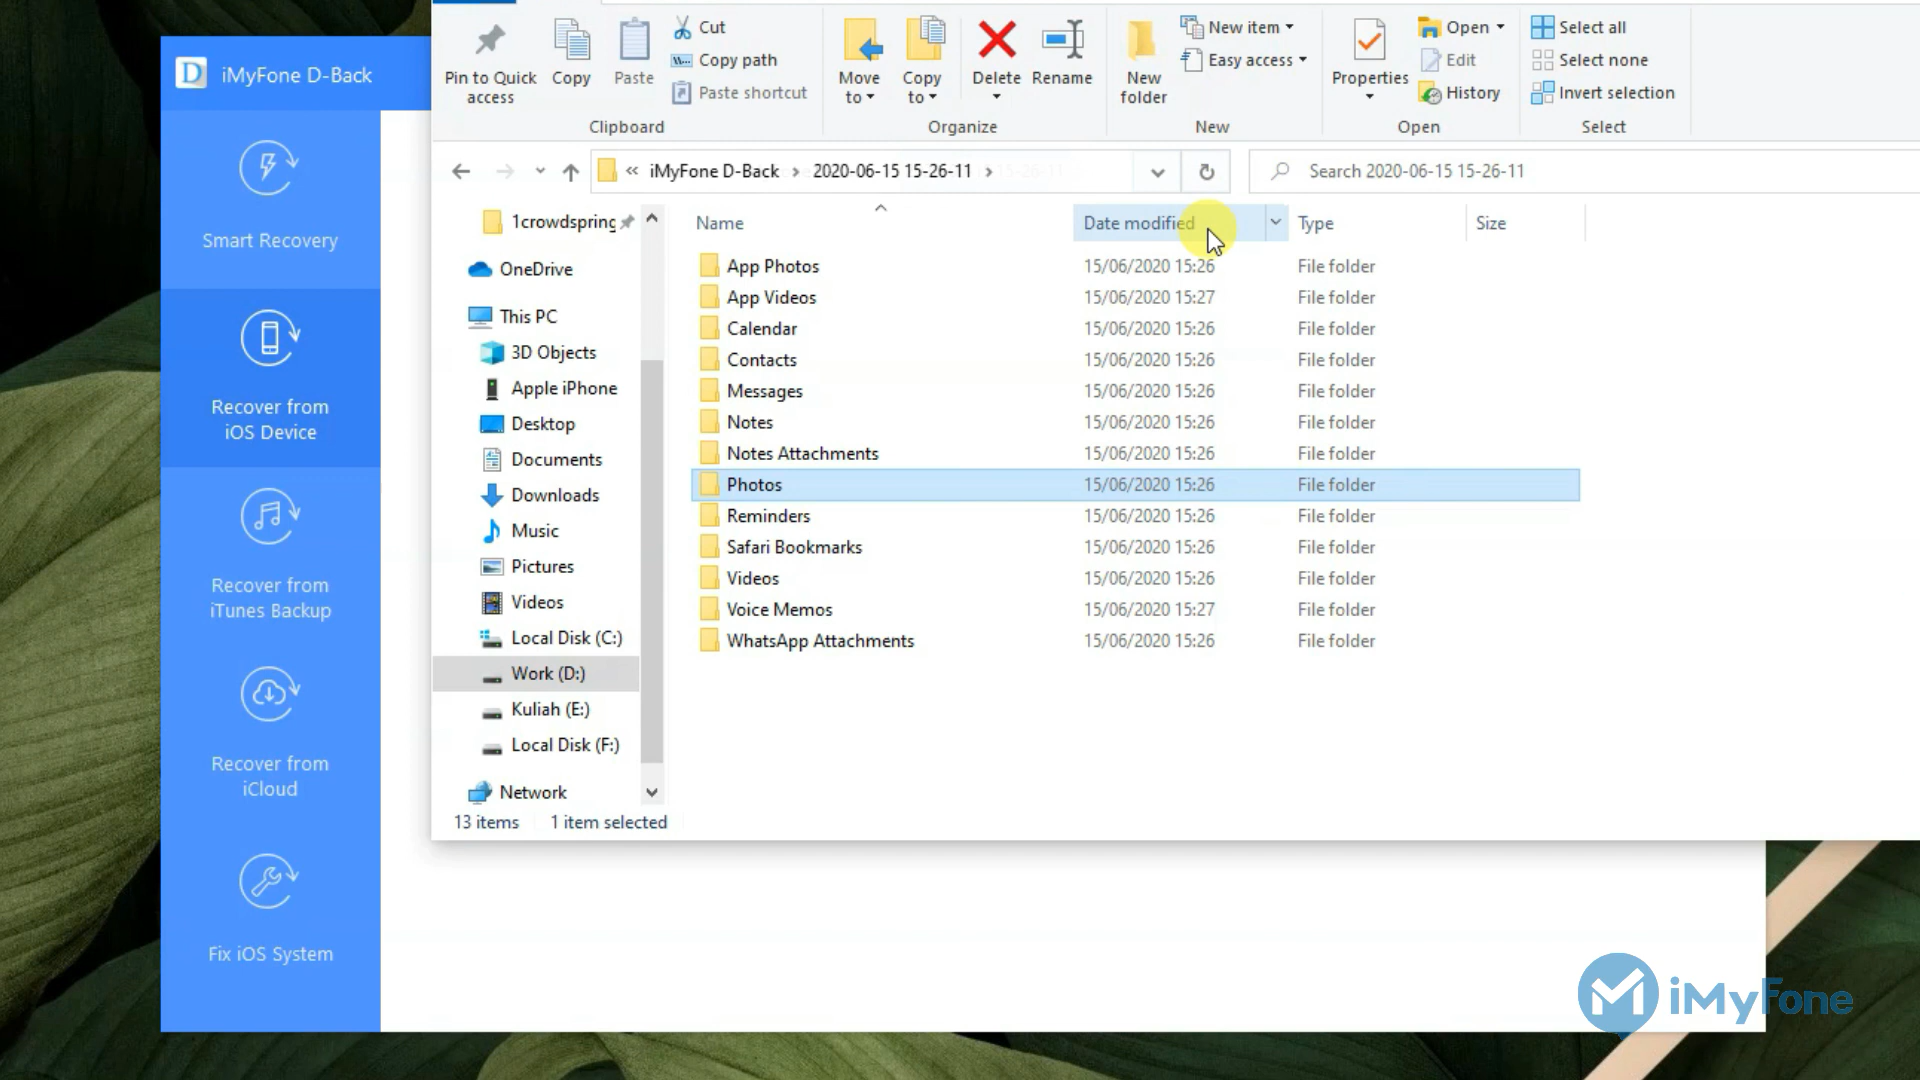 D iMyFone D-Back
Smart Recovery
Recover from
iOS Device
Recover from
iTunes Backup
Recover from
iCloud
Fix iOS System
Pin to Quick
access
Copy
Paste
Cut
Copy path
Paste shortcut
Clipboard
Move
to
Copy
to
Delete
Rename
Organize
New
folder
New item
Easy access
New
Properties
Open
Edit
History
Open
Select all
Select none
Invert selection
Select
« iMyFone D-Back > 2020-06-15 15-26-11 >
Search 2020-06-15 15-26-11
1crowdspring
OneDrive
This PC
3D Objects
Apple iPhone
Desktop
Documents
Downloads
Music
Pictures
Videos
Local Disk (C:)
Work (D:)
Kuliah (E:)
Local Disk (F:)
Network
Name Date modified Type Size
App Photos 15/06/2020 15:26 File folder
App Videos 15/06/2020 15:27 File folder
Calendar 15/06/2020 15:26 File folder
Contacts 15/06/2020 15:26 File folder
Messages 15/06/2020 15:26 File folder
Notes 15/06/2020 15:26 File folder
Notes Attachments 15/06/2020 15:26 File folder
Photos 15/06/2020 15:26 File folder
Reminders 15/06/2020 15:26 File folder
Safari Bookmarks 15/06/2020 15:26 File folder
Videos 15/06/2020 15:26 File folder
Voice Memos 15/06/2020 15:27 File folder
WhatsApp Attachments 15/06/2020 15:26 File folder
13 items 1 item selected
iMyFone